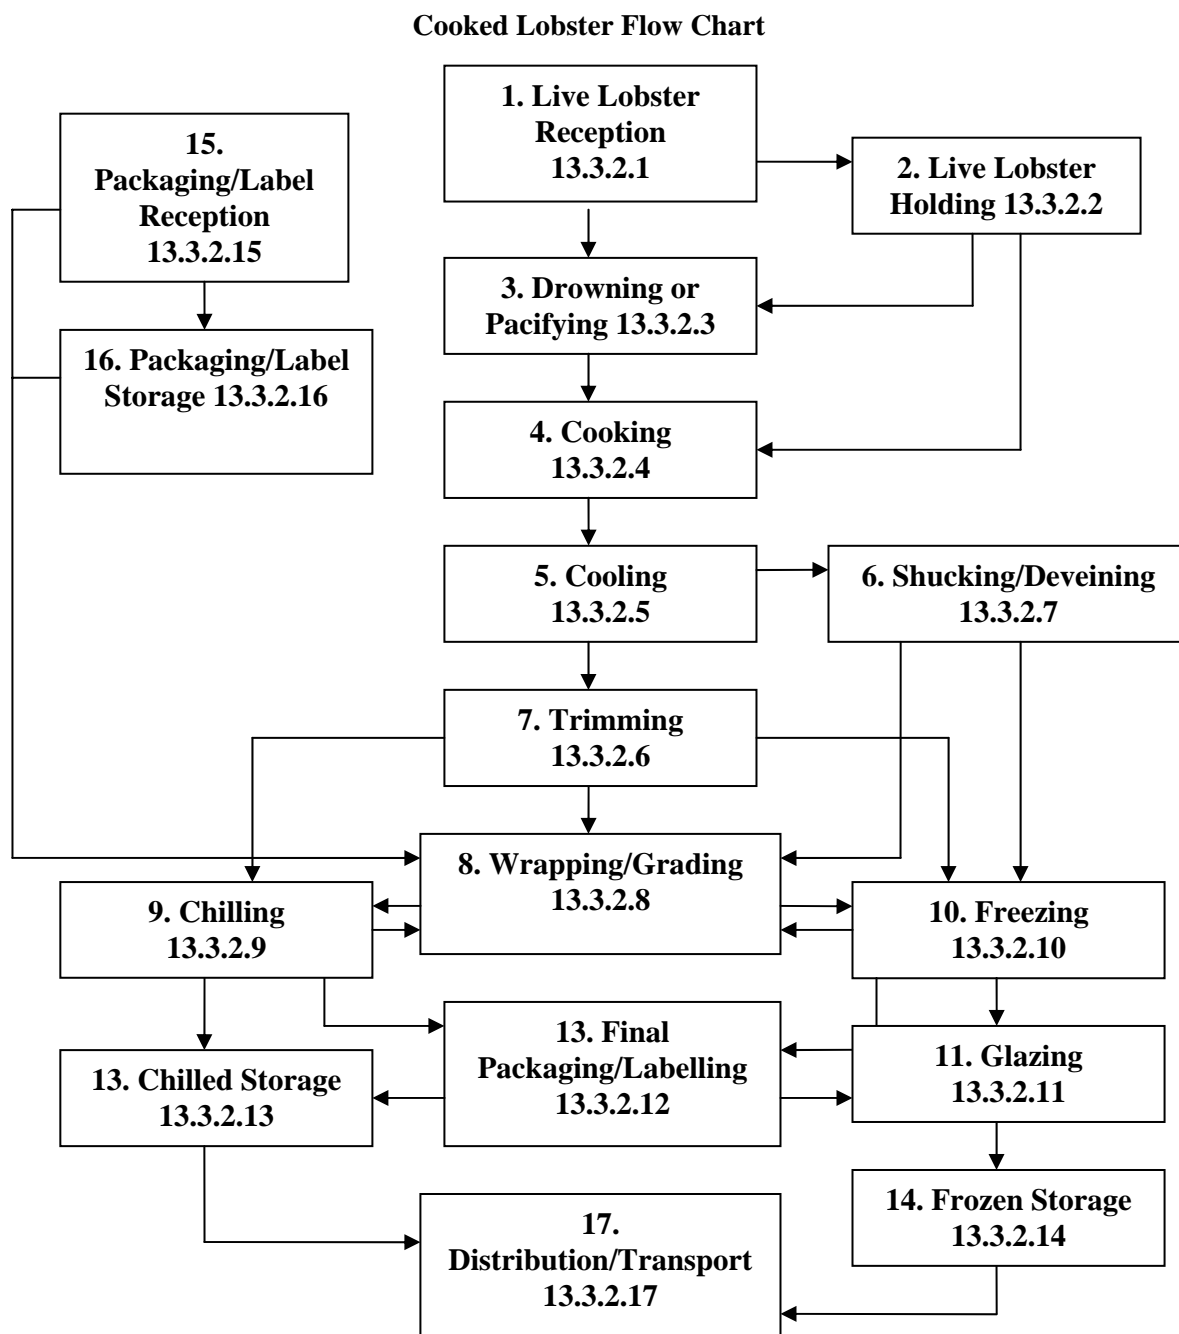 Cooked Lobster Flow Chart
1. Live Lobster
Reception
13.3.2.1
15.
Packaging/Label
Reception
13.3.2.15
2. Live Lobster
Holding 13.3.2.2
3. Drowning or
Pacifying 13.3.2.3
16. Packaging/Label
Storage 13.3.2.16
4. Cooking
13.3.2.4
5. Cooling
13.3.2.5
6. Shucking/Deveining
13.3.2.7
7. Trimming
13.3.2.6
8. Wrapping/Grading
13.3.2.8
9. Chilling
13.3.2.9
10. Freezing
13.3.2.10
13. Final
Packaging/Labelling
13.3.2.12
11. Glazing
13.3.2.11
13. Chilled Storage
13.3.2.13
14. Frozen Storage
13.3.2.14
17.
Distribution/Transport
13.3.2.17